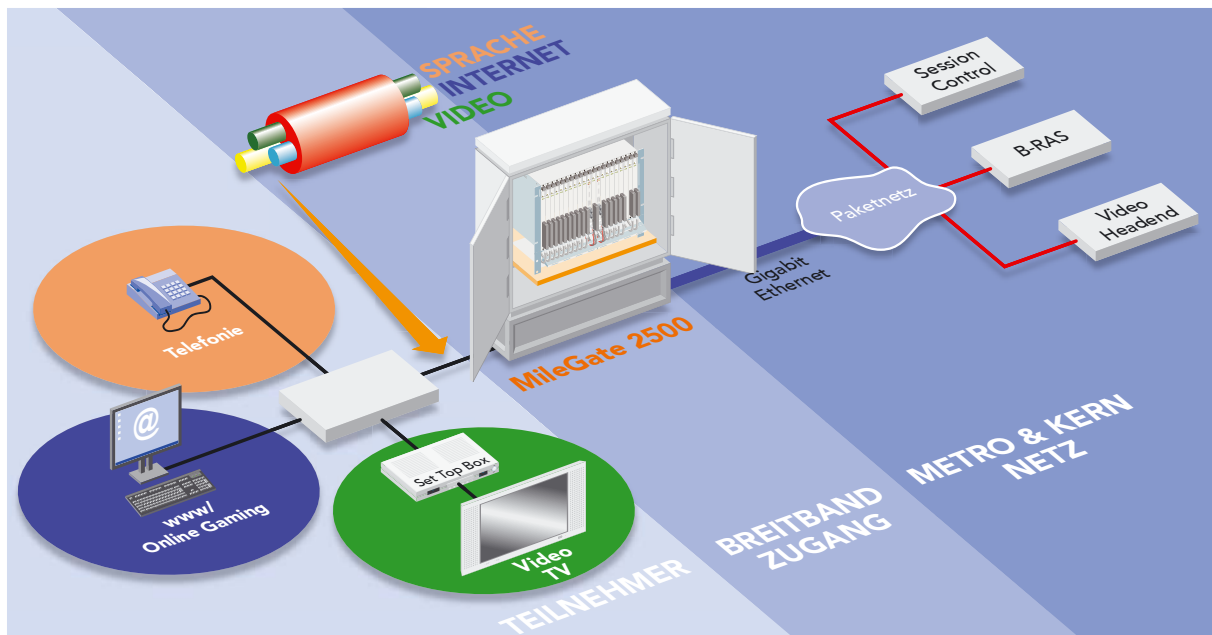 SPRACHE
INTERNET
VIDEO
Session
Control
B-RAS
Paketnetz
Video
Headend
Gigabit
Ethernet
MileGate 2500
Telefonie
@
www/
Online Gaming
Set Top Box
Video
TV
TEILNEHMER
BREITBAND
ZUGANG
METRO & KERN
NETZ